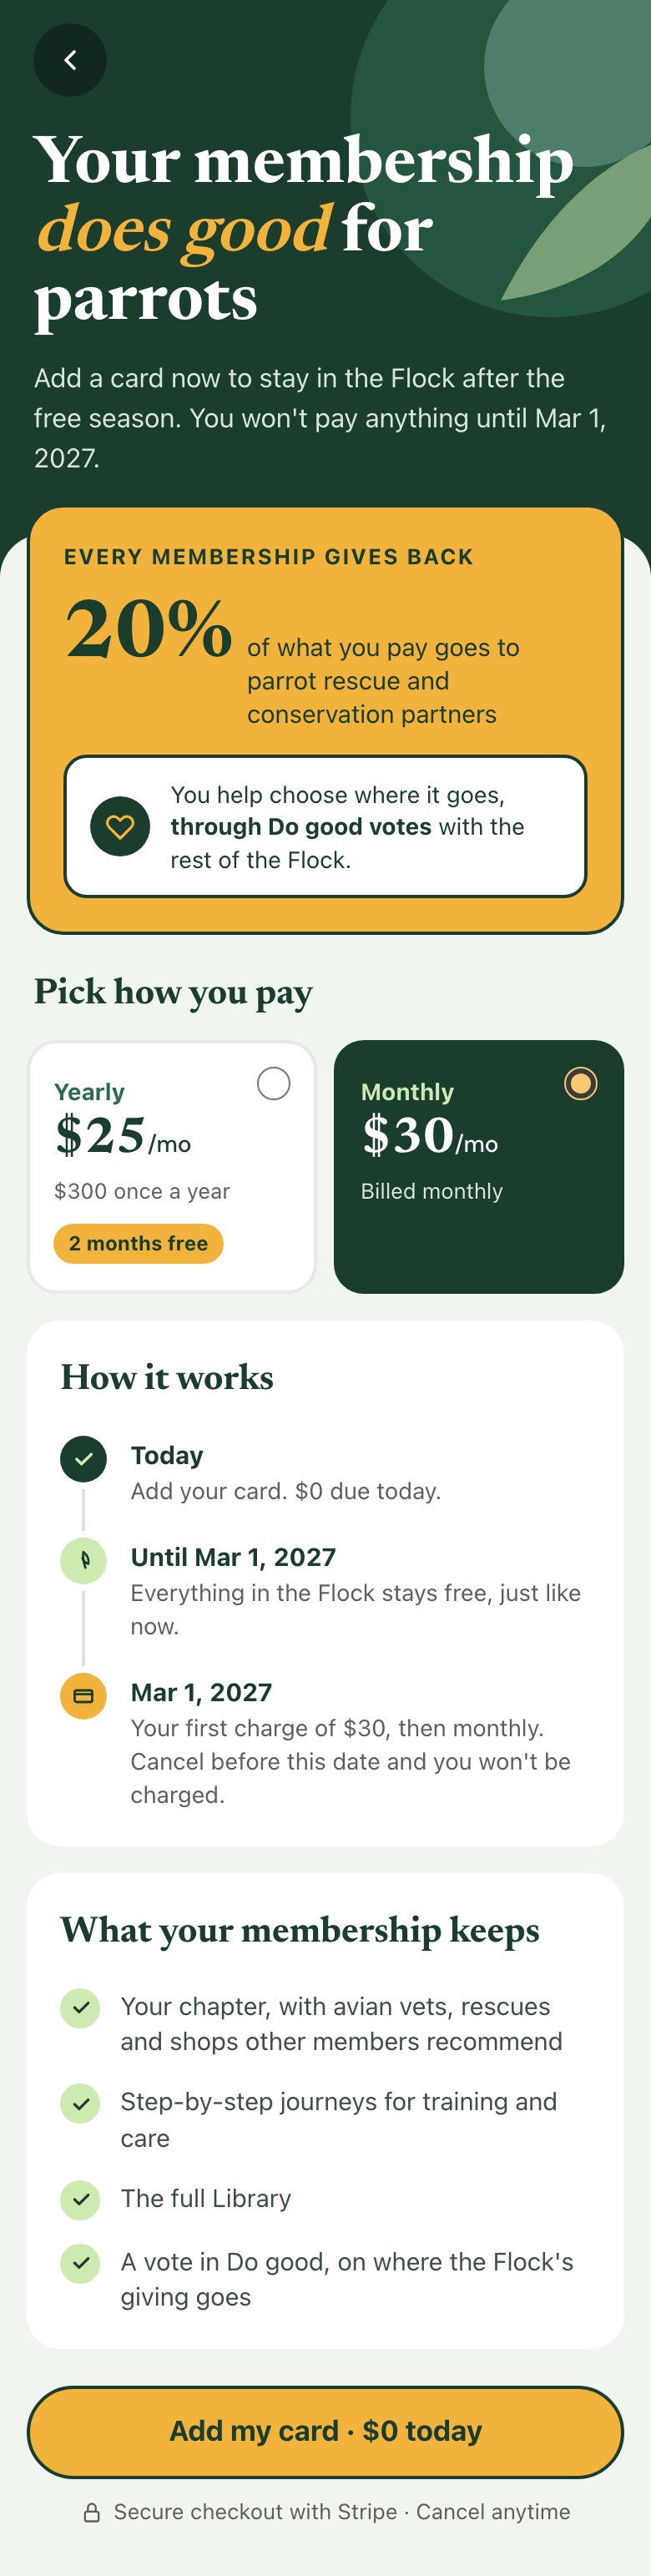 Your membership
does good for
parrots
Add a card now to stay in the Flock after the
free season. You won't pay anything until Mar 1,
2027.
EVERY MEMBERSHIP GIVES BACK
20% of what you pay goes to
parrot rescue and
conservation partners
You help choose where it goes,
through Do good votes with the
rest of the Flock.
Pick how you pay
Yearly
$25/mo
$300 once a year
2 months free
Monthly
$30/mo
Billed monthly
How it works
Today
Add your card. $0 due today.
Until Mar 1, 2027
Everything in the Flock stays free, just like
now.
Mar 1, 2027
Your first charge of $30, then monthly.
Cancel before this date and you won't be
charged.
What your membership keeps
Your chapter, with avian vets, rescues
and shops other members recommend
Step-by-step journeys for training and
care
The full Library
A vote in Do good, on where the Flock's
giving goes
Add my card · $0 today
Secure checkout with Stripe · Cancel anytime